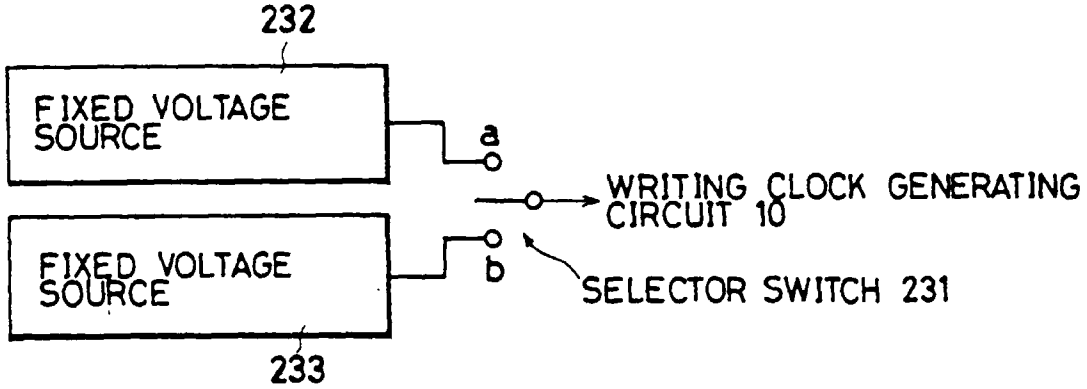 232
FIXED VOLTAGE
SOURCE
a
WRITING CLOCK GENERATING
CIRCUIT 10
FIXED VOLTAGE
SOURCE
b
SELECTOR SWITCH 231
233